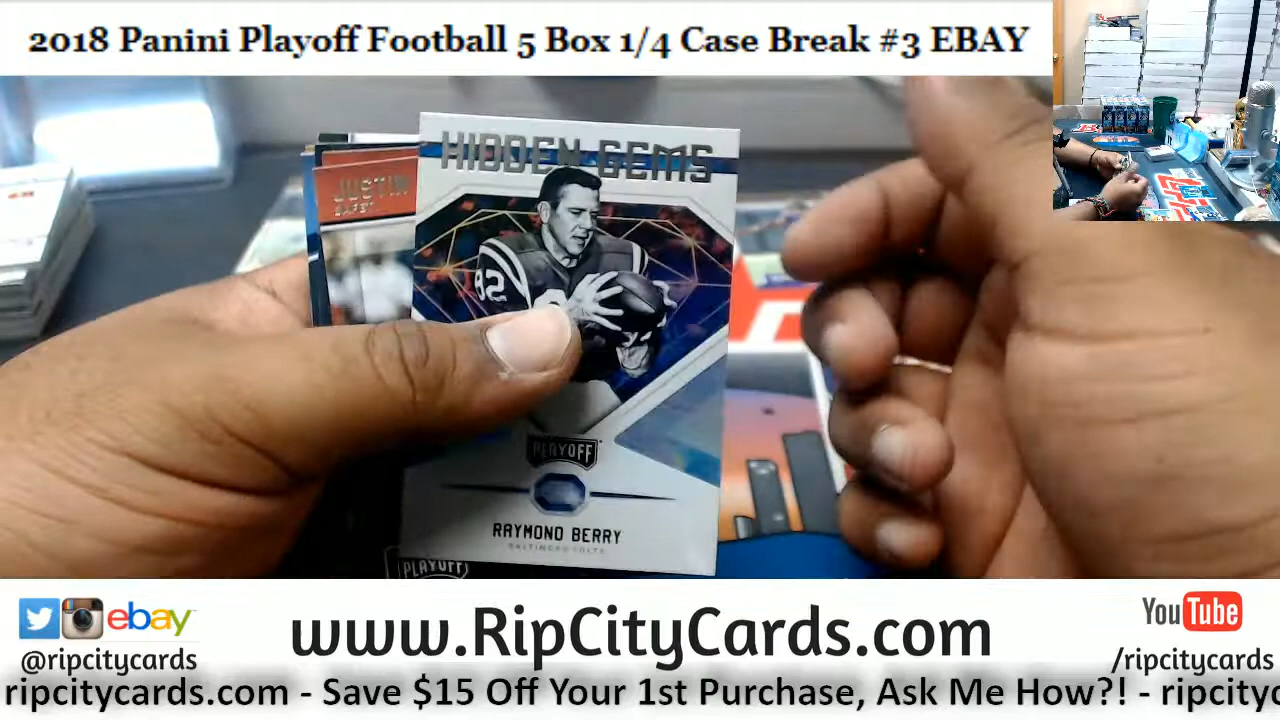 2018 Panini Playoff Football 5 Box 1/4 Case Break #3 EBAY
HIDDEN GEMS
JUSTIN
82
PLAYOFF
RAYMOND BERRY
BALTIMORE COLTS
PLAYOFF
ebay
@ripcitycards
www.RipCityCards.com
YouTube
/ripcitycards
ripcitycards.com - Save $15 Off Your 1st Purchase, Ask Me How?! - ripcityc